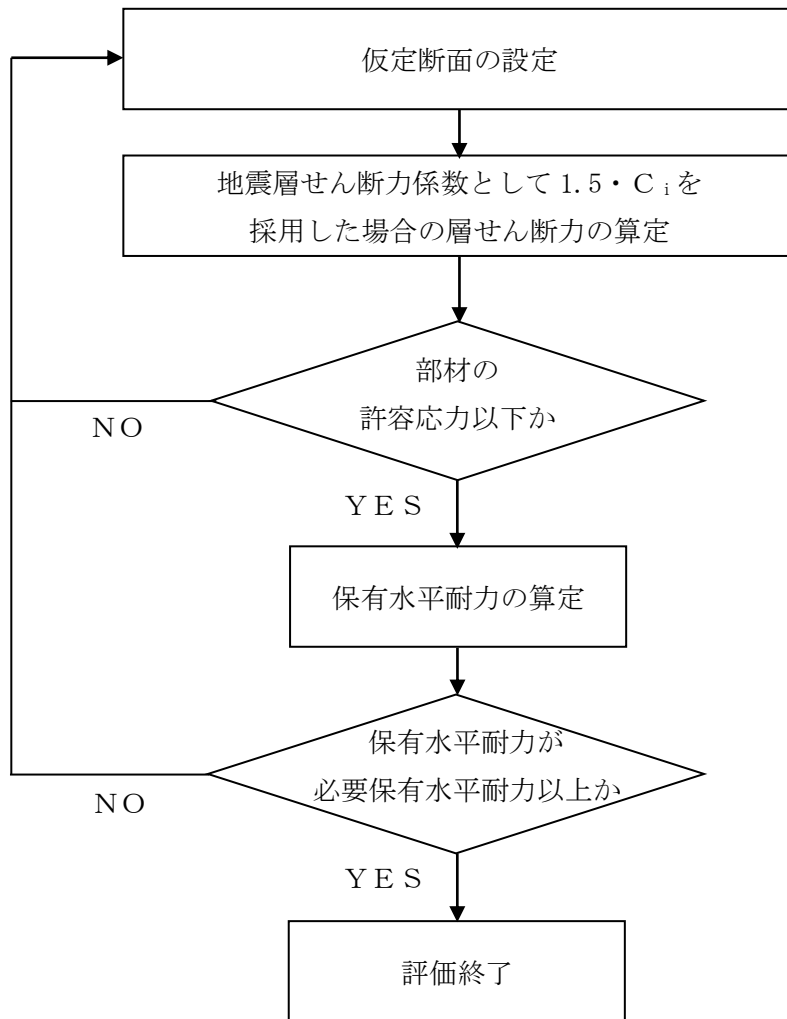 仮定断面の設定
地震層せん断力係数として1.5・Ciを
採用した場合の層せん断力の算定
部材の
許容応力以下か
NO
YES
保有水平耐力の算定
保有水平耐力が
必要保有水平耐力以上か
NO
YES
評価終了